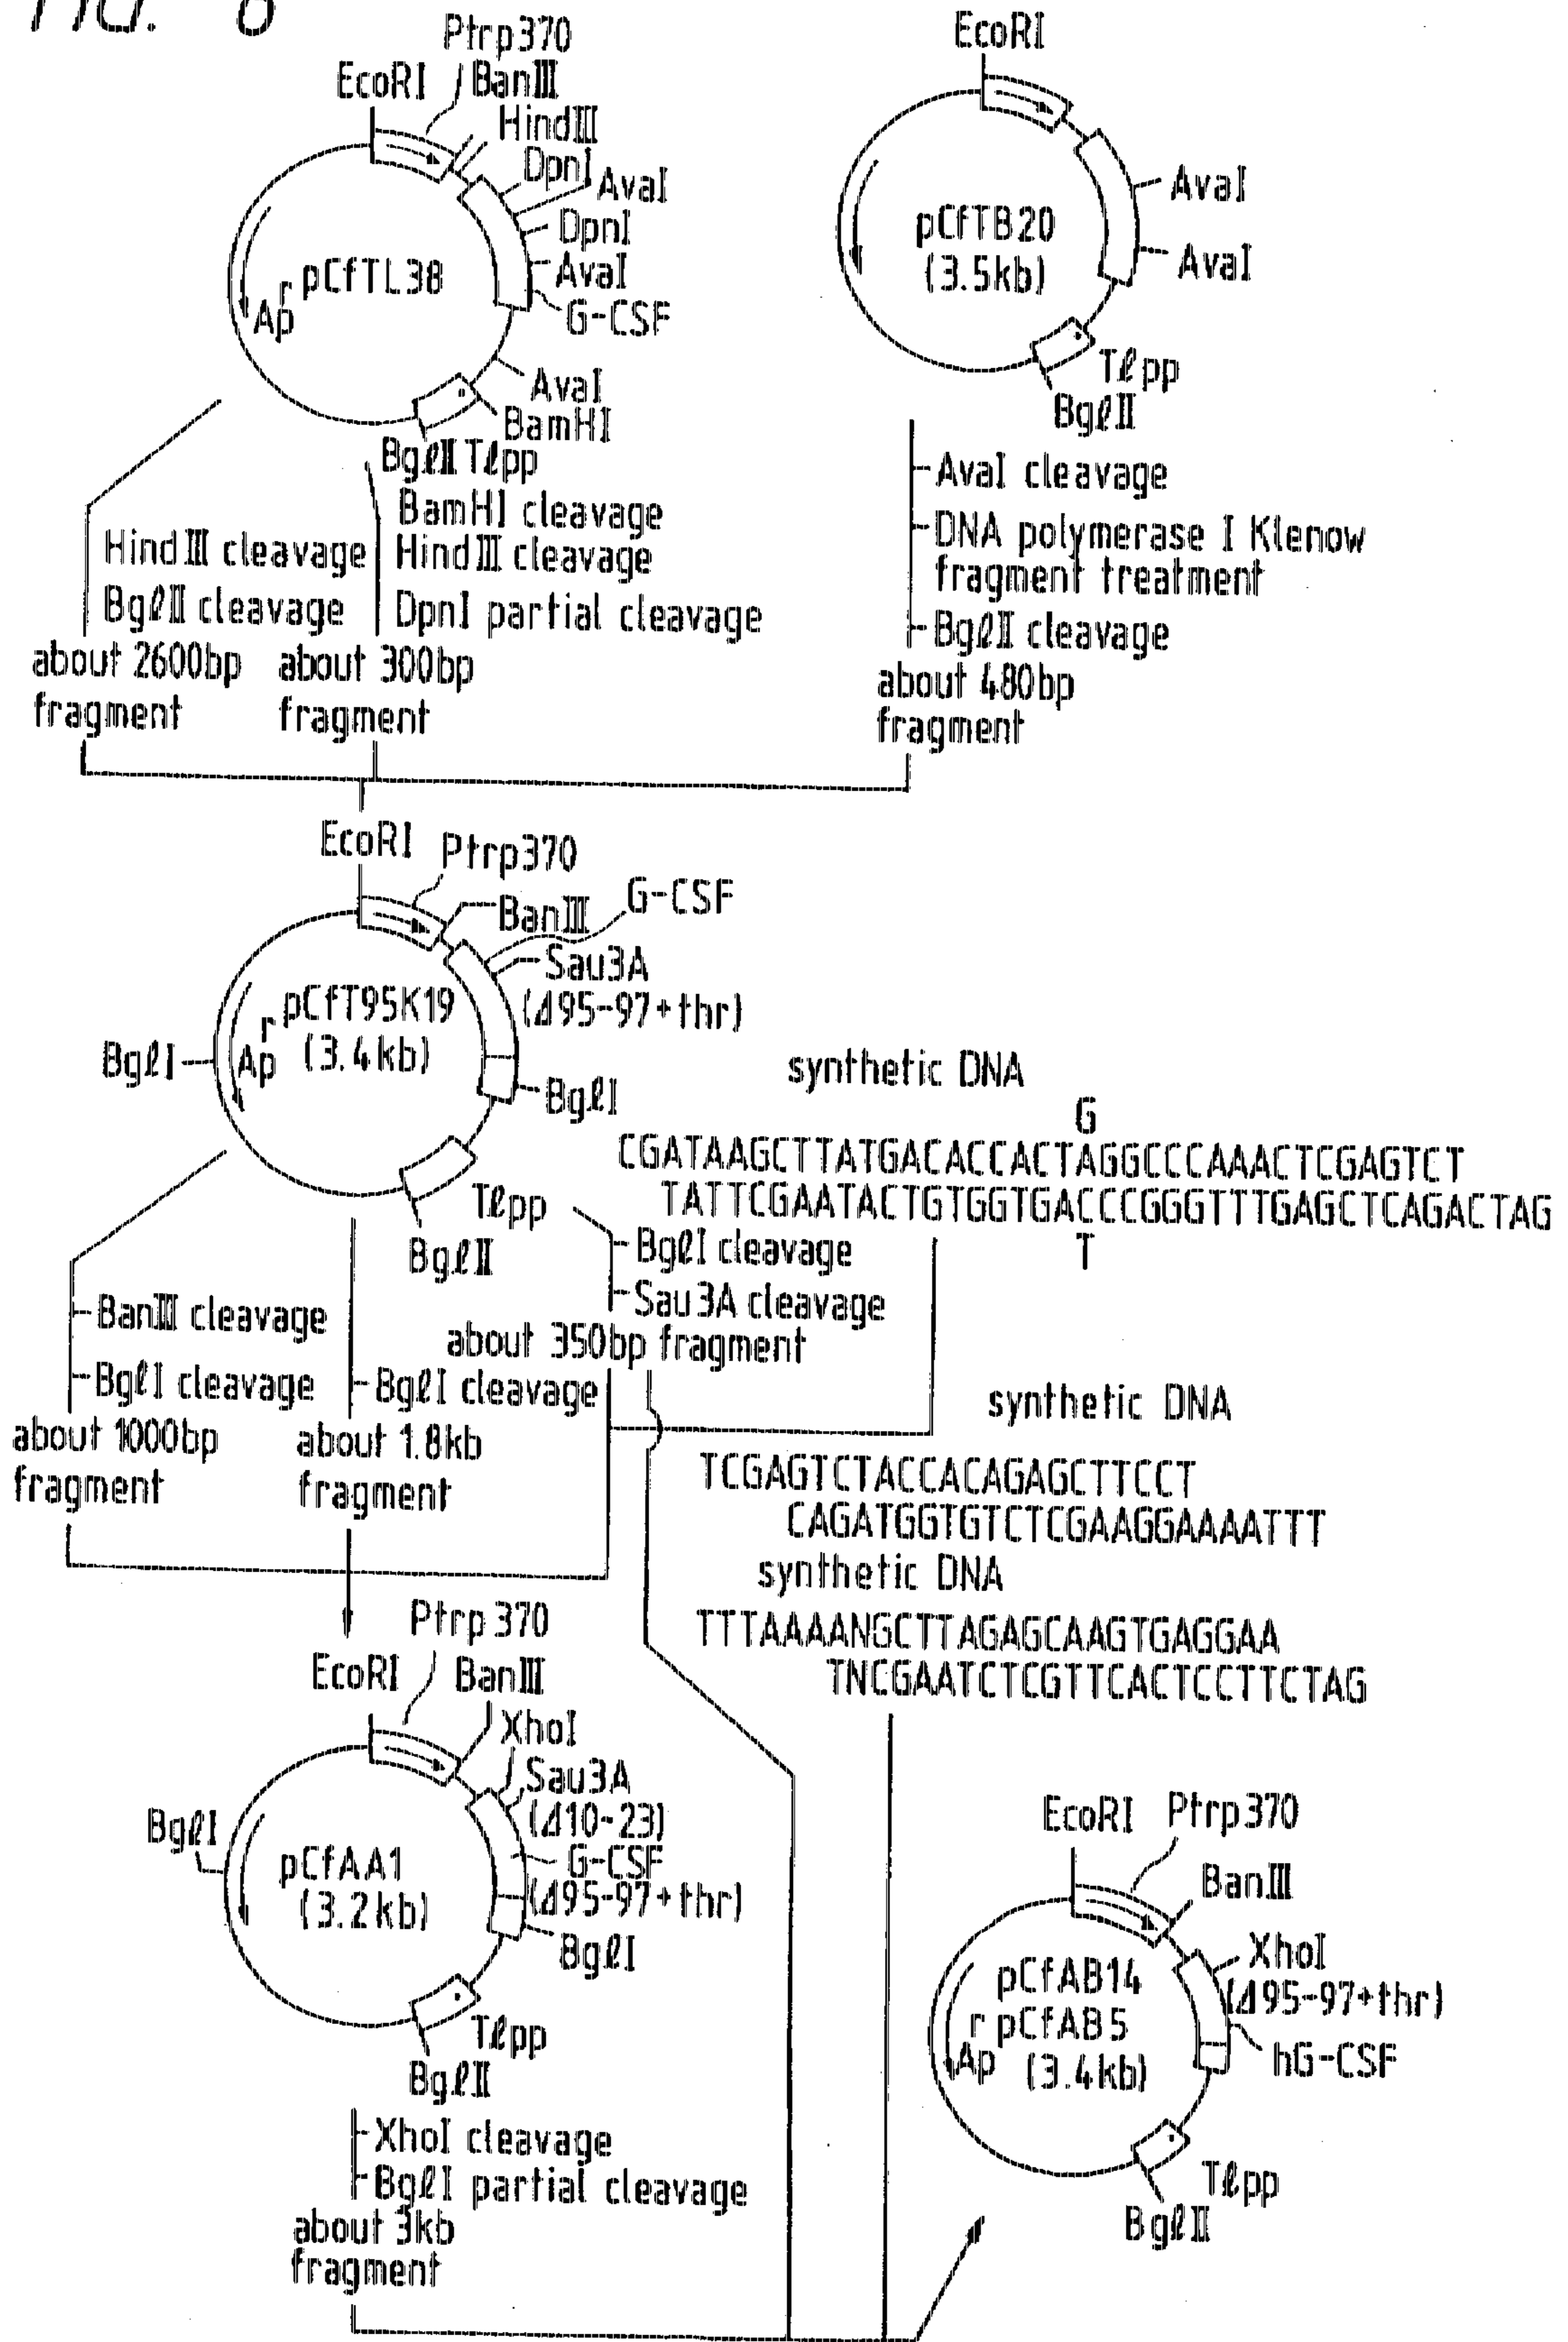 FIG. 6
Ptrp370
EcoRI
BanIII
HindIII
DpnI
AvaI
DpnI
AvaI
G-CSF
pCfTL38
Apr
AvaI
BamHI
BglII Tlpp
EcoRI
AvaI
pCfTB20
(3.5kb)
AvaI
Tlpp
BglII
HindIII cleavage
BglII cleavage
about 2600bp
fragment
BamHI cleavage
HindIII cleavage
DpnI partial cleavage
about 300bp
fragment
AvaI cleavage
DNA polymerase I Klenow
fragment treatment
BglII cleavage
about 480bp
fragment
EcoRI
Ptrp370
BanIII
G-CSF
Sau3A
(Δ95-97+thr)
pCfT95K19
(3.4kb)
Apr
BglI
BglI
Tlpp
BglII
synthetic DNA
G
CGATAAGCTTATGACACCACTAGGCCCAAACTCGAGTCT
TATTCGAATACTGTGGTGACCCGGGTTTGAGCTCAGACTAG
T
BanIII cleavage
BglI cleavage
about 1000bp
fragment
BglI cleavage
about 1.8kb
fragment
BglI cleavage
Sau3A cleavage
about 350bp fragment
synthetic DNA
TCGAGTCTACCACAGAGCTTCCT
CAGATGGTGTCTCGAAGGAAAATTT
synthetic DNA
TTTAAAANGCTTAGAGCAAGTGAGGAA
TNCGAATCTCGTTCACTCCTTCTAG
Ptrp370
EcoRI
BanIII
XhoI
Sau3A
(Δ10-23)
G-CSF
(Δ95-97+thr)
BglI
BglI
pCfAA1
(3.2kb)
Tlpp
BglII
XhoI cleavage
BglI partial cleavage
about 3kb
fragment
EcoRI
Ptrp370
BanIII
XhoI
(Δ95-97+thr)
hG-CSF
pCfAB14
pCfAB5
(3.4kb)
Apr
Tlpp
BglII